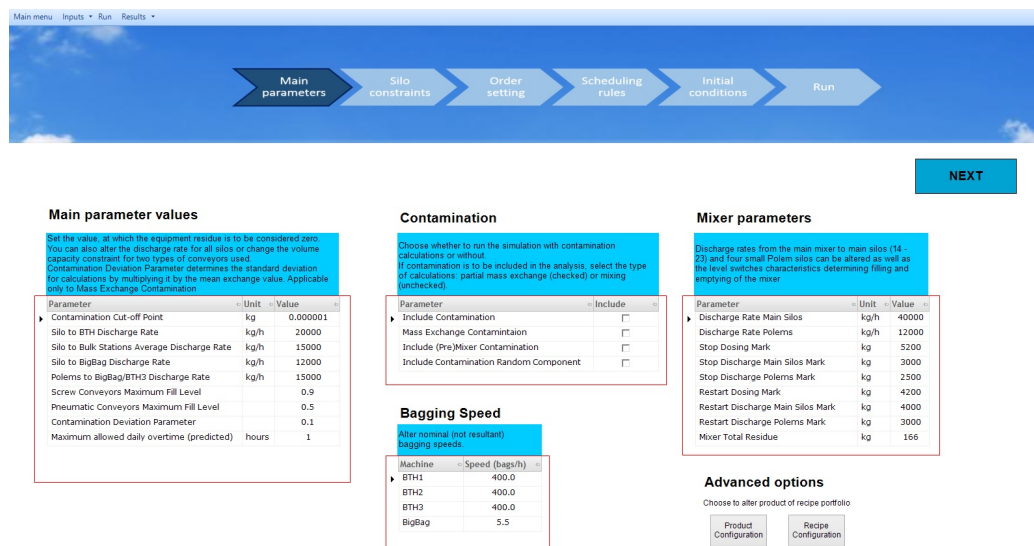 Main menu Inputs Run Results
Main
parameters
Silo
constraints
Order
setting
Scheduling
rules
Initial
conditions
Run
NEXT
Main parameter values
Set the value, at which the equipment residue is to be considered zero.
You can also alter the discharge rate for all silos or change the volume
capacity constraint for two types of conveyors used.
Contamination Deviation Parameter determines the standard deviation
for calculations by multiplying it by the mean exchange value. Applicable
only to Mass Exchange Contamination
Parameter Unit Value
Contamination Cut-off Point kg 0.000001
Silo to BTH Discharge Rate kg/h 20000
Silo to Bulk Stations Average Discharge Rate kg/h 15000
Silo to BigBag Discharge Rate kg/h 12000
Polems to BigBag/BTH3 Discharge Rate kg/h 15000
Screw Conveyors Maximum Fill Level 0.9
Pneumatic Conveyors Maximum Fill Level 0.5
Contamination Deviation Parameter 0.1
Maximum allowed daily overtime (predicted) hours 1
Contamination
Choose whether to run the simulation with contamination
calculations or without.
If contamination is to be included in the analysis, select the type
of calculations: partial mass exchange (checked) or mixing
(unchecked).
Parameter Include
Include Contamination
Mass Exchange Contamintaion
Include (Pre)Mixer Contamination
Include Contamination Random Component
Bagging Speed
Alter nominal (not resultant)
bagging speeds.
Machine Speed (bags/h)
BTH1 400.0
BTH2 400.0
BTH3 400.0
BigBag 5.5
Mixer parameters
Discharge rates from the main mixer to main silos (14 -
23) and four small Polem silos can be altered as well as
the level switches characteristics determining filling and
emptying of the mixer
Parameter Unit Value
Discharge Rate Main Silos kg/h 40000
Discharge Rate Polems kg/h 12000
Stop Dosing Mark kg 5200
Stop Discharge Main Silos Mark kg 3000
Stop Discharge Polems Mark kg 2500
Restart Dosing Mark kg 4200
Restart Discharge Main Silos Mark kg 4000
Restart Discharge Polems Mark kg 3000
Mixer Total Residue kg 166
Advanced options
Choose to alter product of recipe portfolio
Product
Configuration
Recipe
Configuration